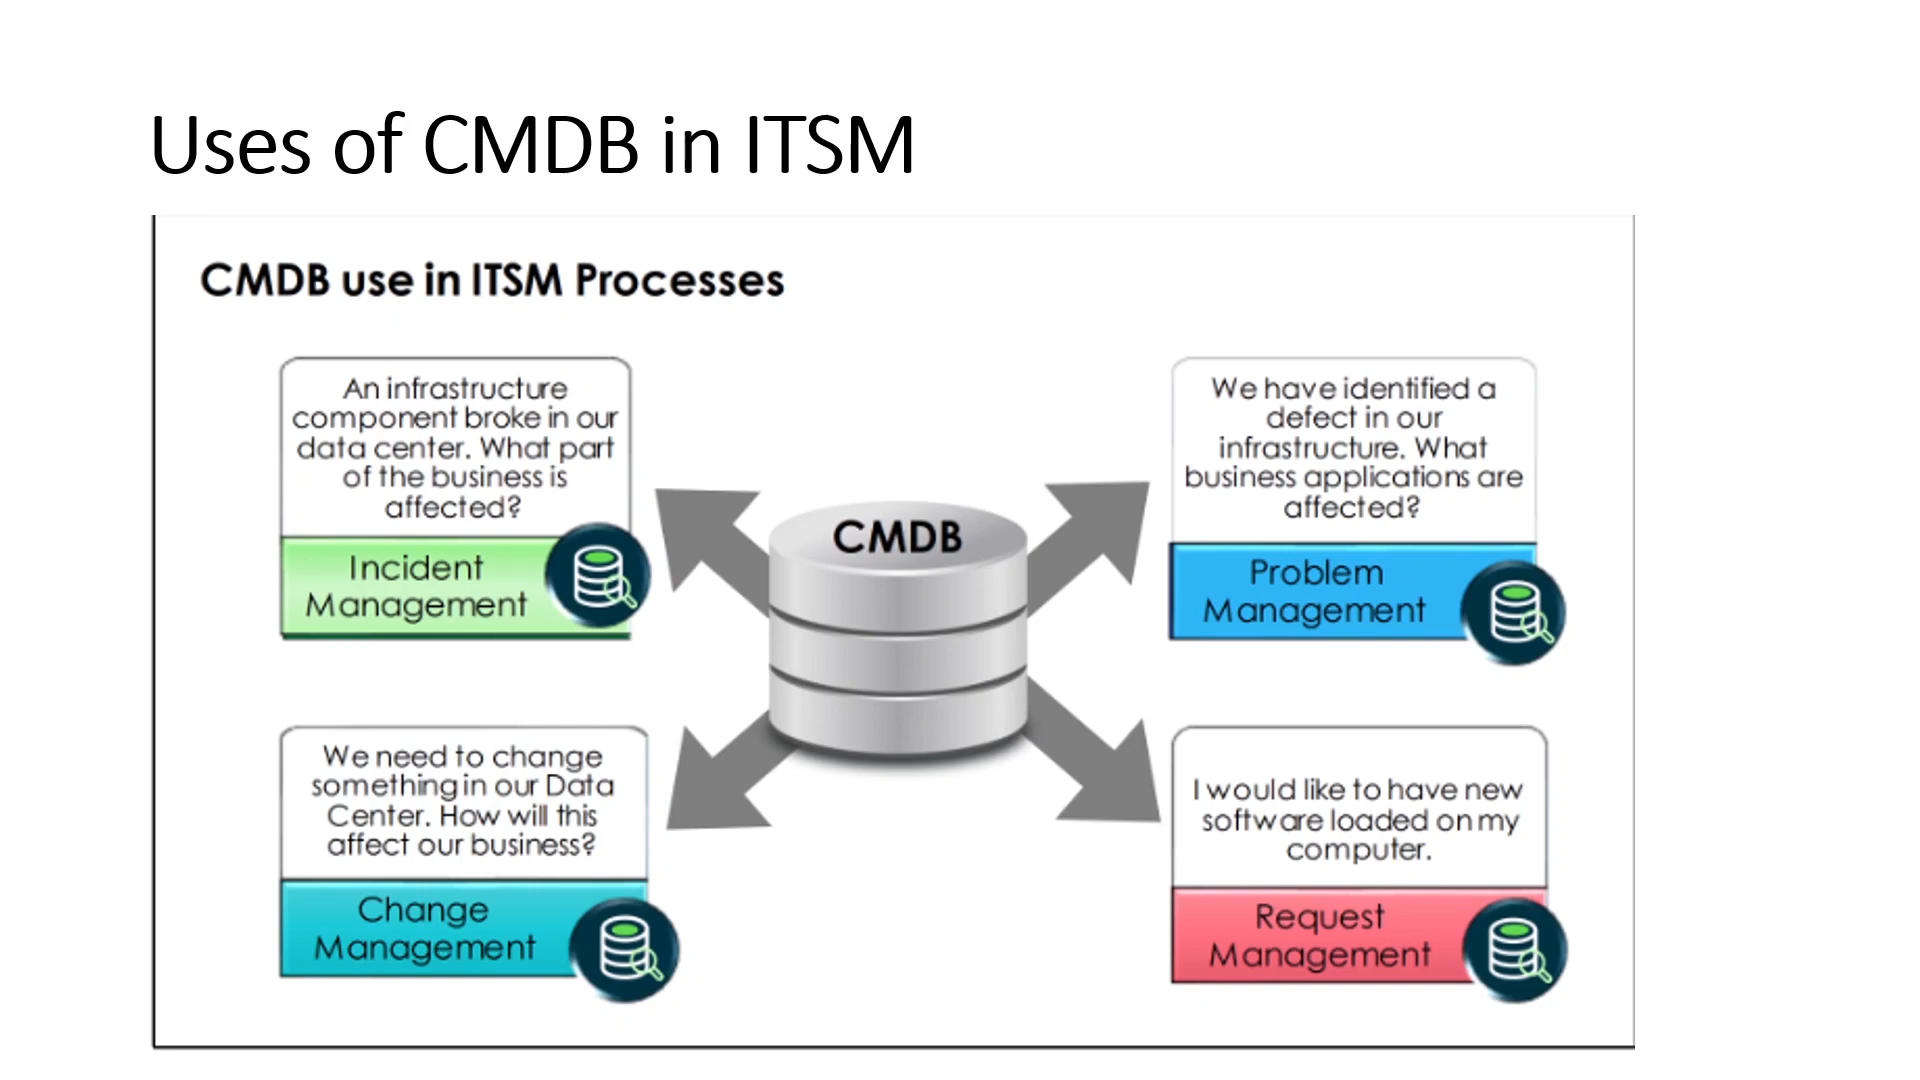 Uses of CMDB in ITSM
CMDB use in ITSM Processes
An infrastructure
component broke in our
data center. What part
of the business is
affected?
Incident
Management
We have identified a
defect in our
infrastructure. What
business applications are
affected?
Problem
Management
CMDB
We need to change
something in our Data
Center. How will this
affect our business?
Change
Management
I would like to have new
software loaded on my
computer.
Request
Management